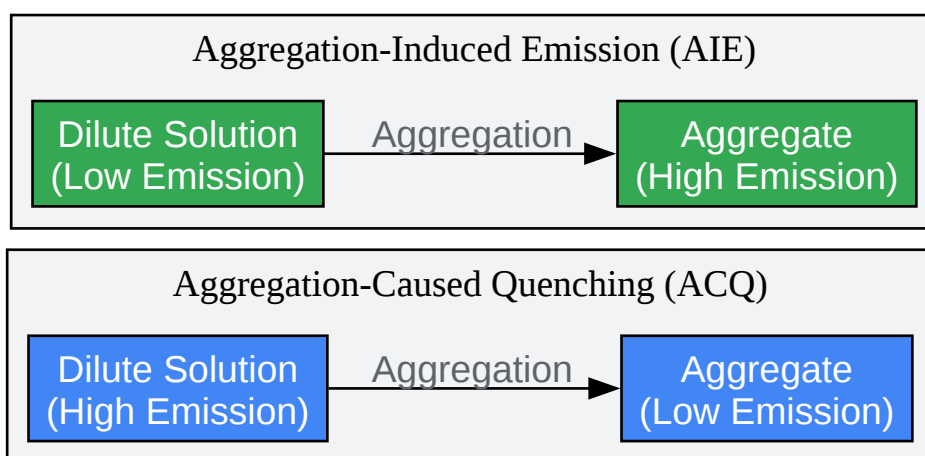 Aggregation-Induced Emission (AIE)
Dilute Solution
(Low Emission)
Aggregation
Aggregate
(High Emission)
Aggregation-Caused Quenching (ACQ)
Dilute Solution
(High Emission)
Aggregation
Aggregate
(Low Emission)